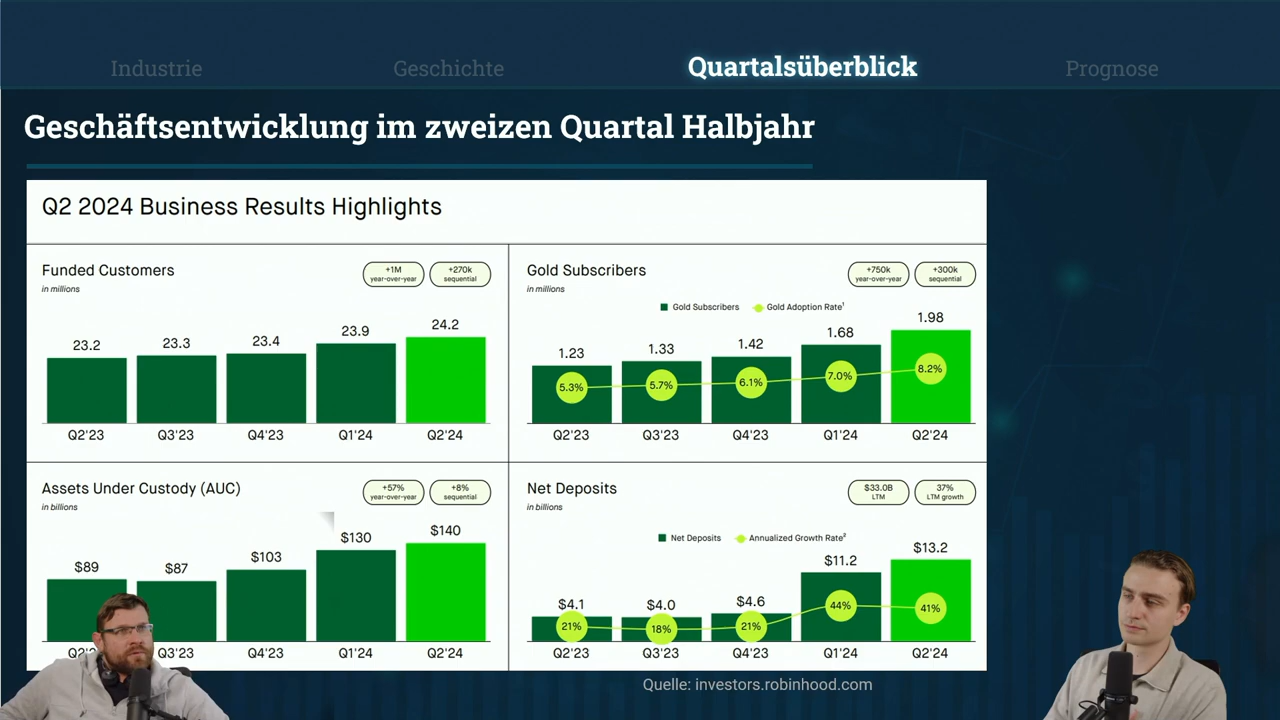 Industrie
Geschichte
Quartalsüberblick
Prognose
Geschäftsentwicklung im zweizen Quartal Halbjahr
Q2 2024 Business Results Highlights
Funded Customers
in millions
+1M
year-over-year
+270k
sequential
23.2
23.3
23.4
23.9
24.2
Q2'23
Q3'23
Q4'23
Q1'24
Q2'24
Gold Subscribers
in millions
+750k
year-over-year
+300k
sequential
Gold Subscribers
Gold Adoption Rate¹
1.23
1.33
1.42
1.68
1.98
5.3%
5.7%
6.1%
7.0%
8.2%
Q2'23
Q3'23
Q4'23
Q1'24
Q2'24
Assets Under Custody (AUC)
in billions
+57%
year-over-year
+8%
sequential
$89
$87
$103
$130
$140
Q4'23
Q1'24
Q2'24
Net Deposits
in billions
$33.0B
LTM
37%
LTM growth
Net Deposits
Annualized Growth Rate²
$4.1
$4.0
$4.6
$11.2
$13.2
21%
18%
21%
44%
41%
Q2'23
Q3'23
Q4'23
Q1'24
Q2'24
Quelle: investors.robinhood.com